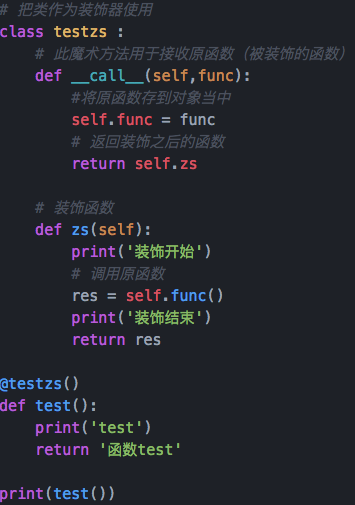 # 把类作为装饰器使用
class testzs :
    # 此魔术方法用于接收原函数（被装饰的函数）
    def __call__(self,func):
        #将原函数存到对象当中
        self.func = func
        # 返回装饰之后的函数
        return self.zs

    # 装饰函数
    def zs(self):
        print('装饰开始')
        # 调用原函数
        res = self.func()
        print('装饰结束')
        return res

@testzs()
def test():
    print('test')
    return '函数test'

print(test())